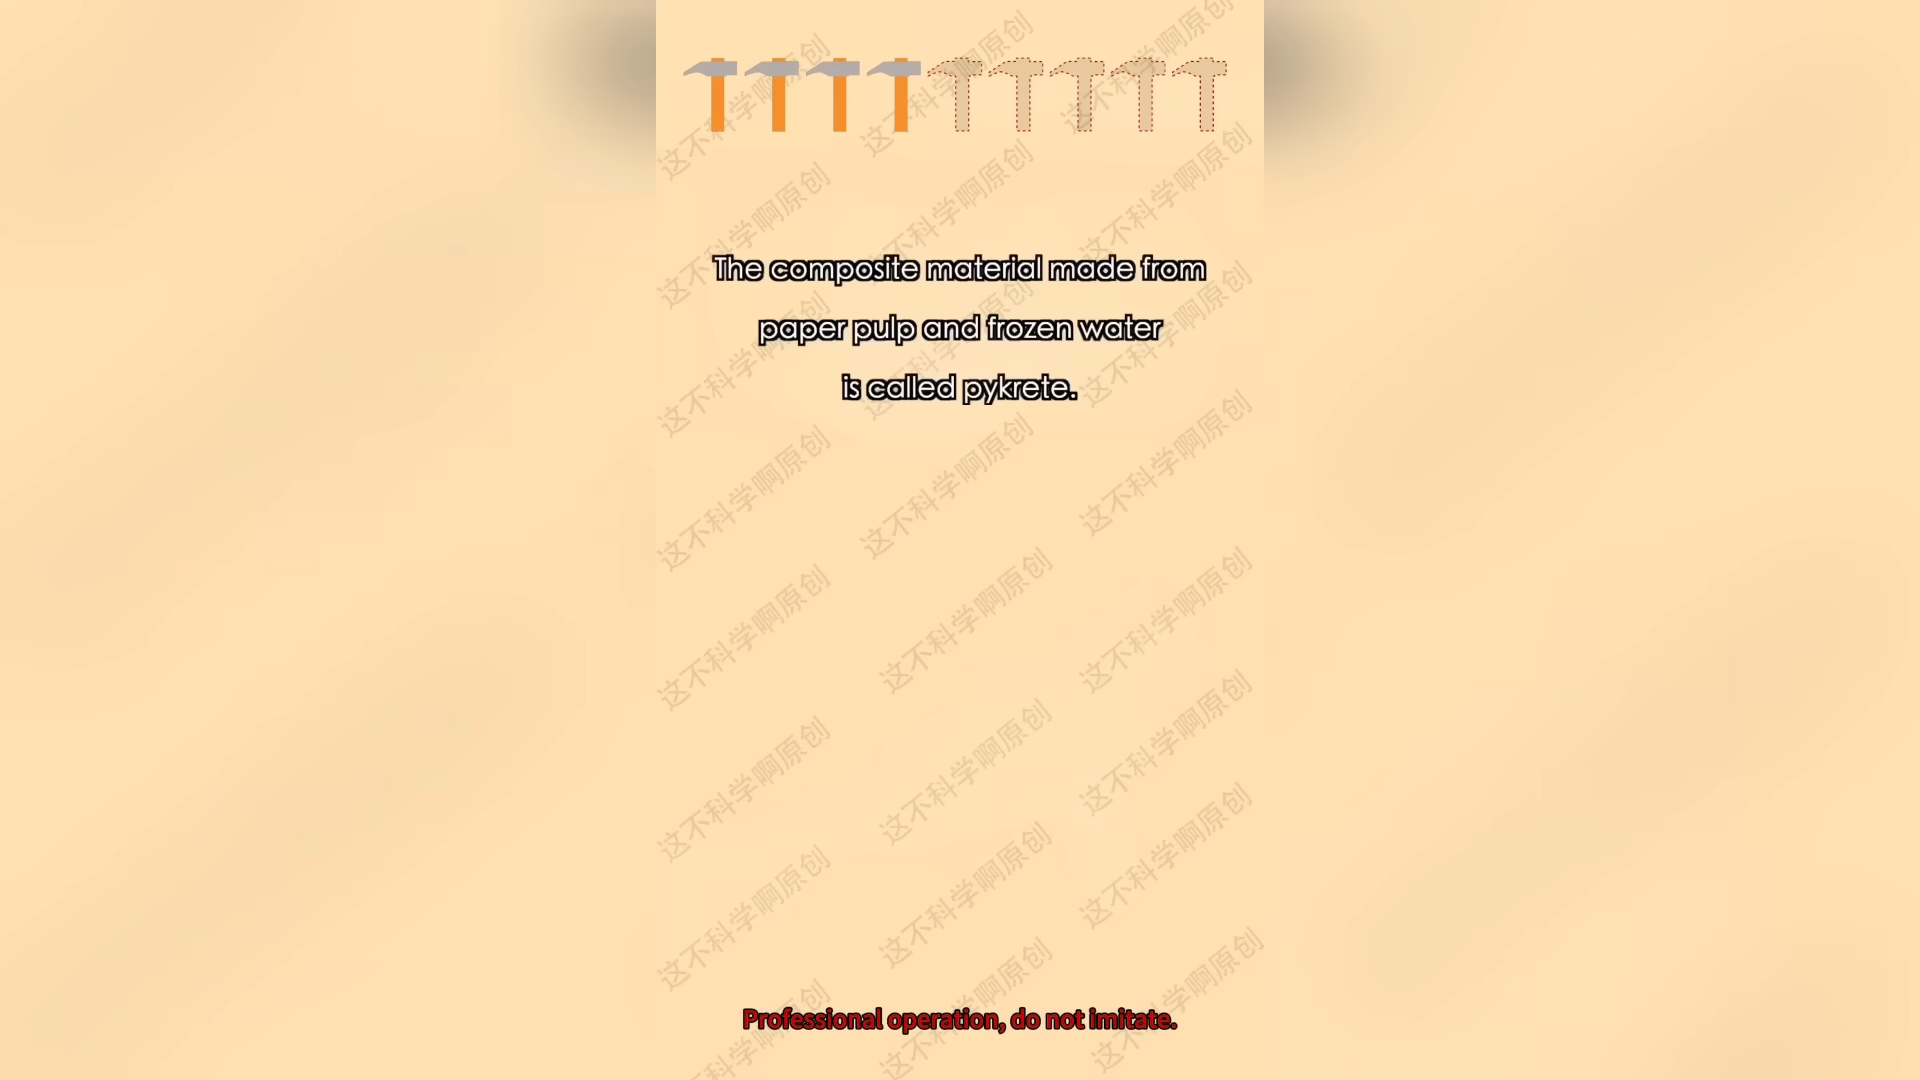 The composite material made from
paper pulp and frozen water
is called pykrete.
这不科学啊原创
Professional operation, do not imitate.